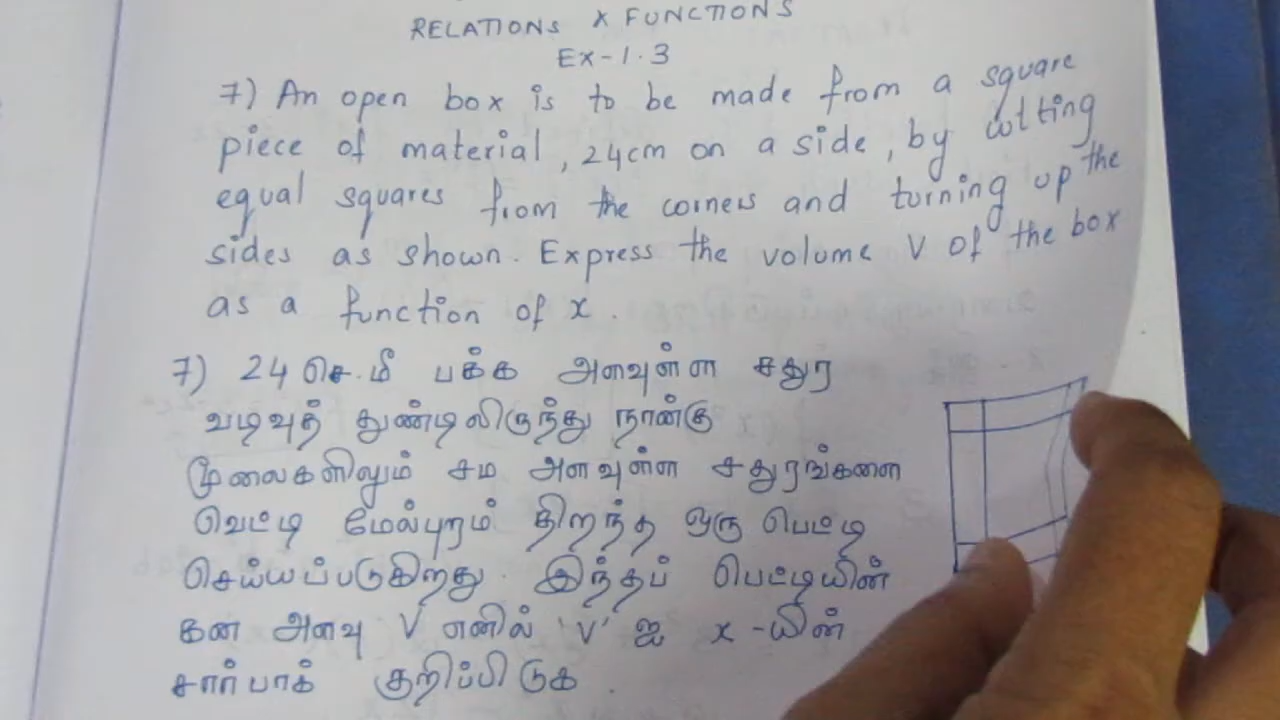 RELATIONS & FUNCTIONS
EX-1.3
7) An open box is to be made from a square
piece of material, 24cm on a side, by cutting
equal squares from the corners and turning up the
sides as shown. Express the volume V of the box
as a function of x.
7) 24 செ.மீ பக்க அளவுள்ள சதுர
வடிவத் துண்டிலிருந்து நான்கு
மூலைகளிலும் சம அளவுள்ள சதுரங்களை
வெட்டி மேல்புறம் திறந்த ஒரு பெட்டி
செய்யப்படுகிறது. இந்தப் பெட்டியின்
கன அளவு V எனில் 'V' ஐ x -யின்
சார்பாக் குறிப்பிடுக.